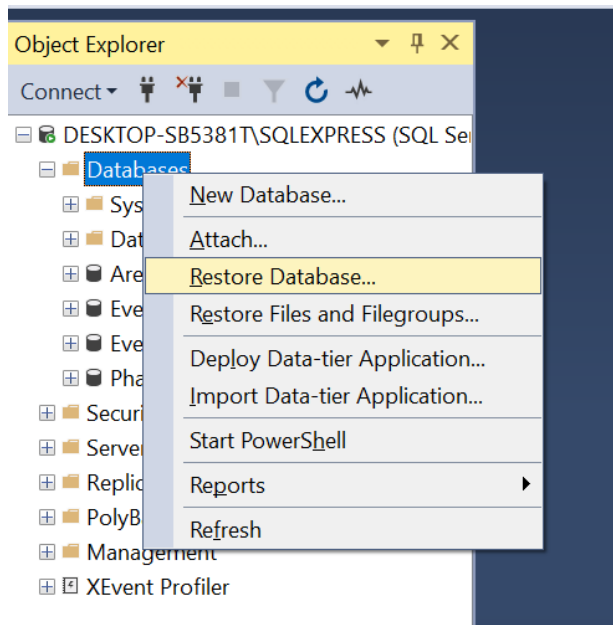 Object Explorer
Connect
DESKTOP-SB5381T\SQLEXPRESS (SQL Se
Databases
New Database...
Attach...
Restore Database...
Restore Files and Filegroups...
Deploy Data-tier Application...
Import Data-tier Application...
Start PowerShell
Reports
Refresh
Sys
Dat
Are
Eve
Eve
Pha
Securi
Server
Replic
PolyB
Management
XEvent Profiler